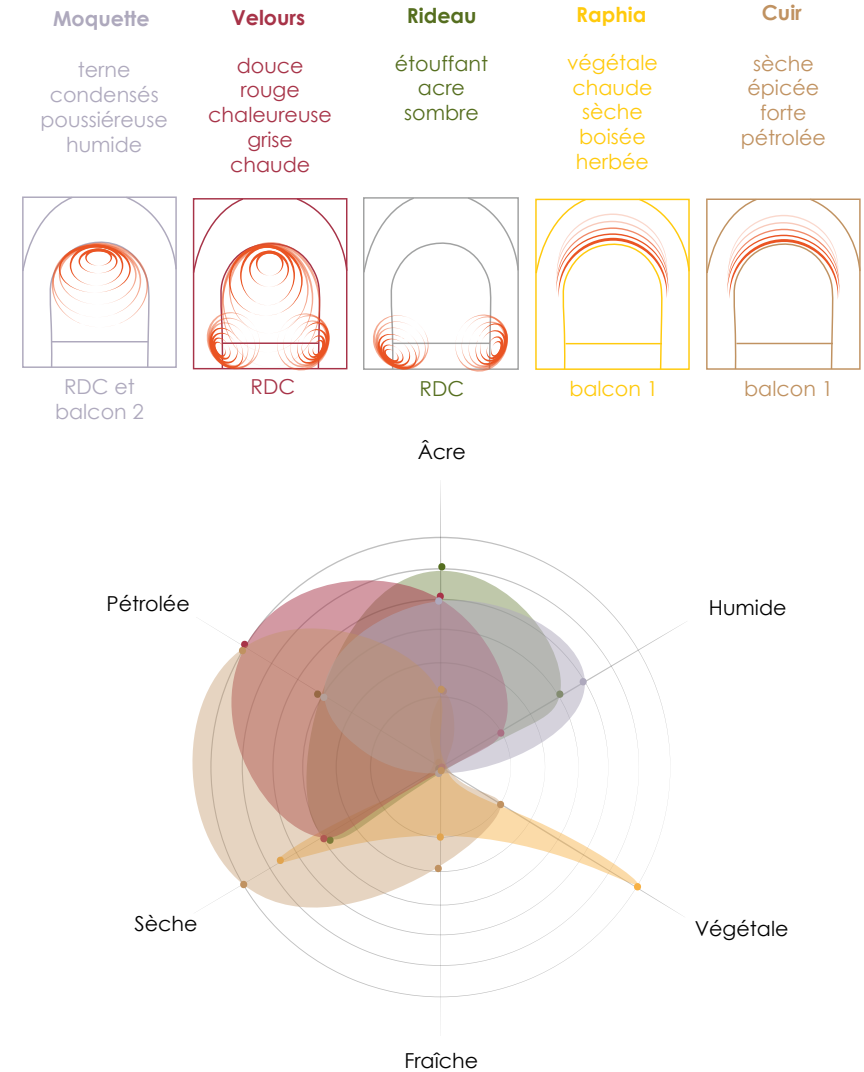 Moquette
terne
condensés
poussiéreuse
humide
RDC et
balcon 2
Velours
douce
rouge
chaleureuse
grise
chaude
RDC
Rideau
étouffant
acre
sombre
RDC
Raphia
végétale
chaude
sèche
boisée
herbée
balcon 1
Cuir
sèche
épicée
forte
pétrolée
balcon 1
Âcre
Pétrolée
Humide
Sèche
Végétale
Fraîche